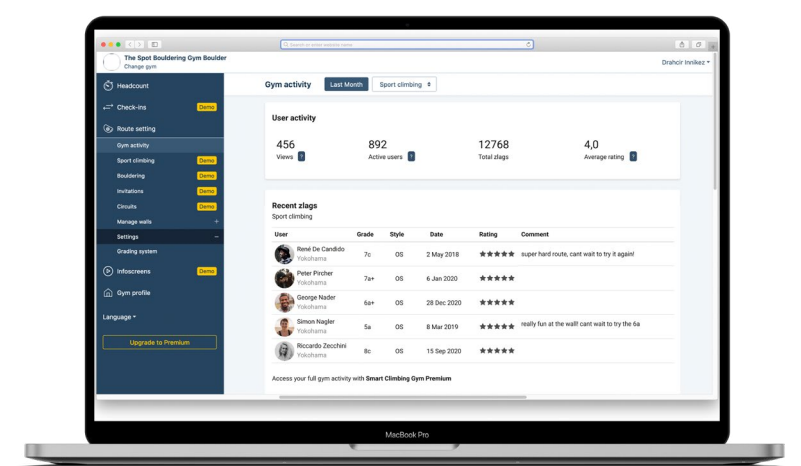 Search or enter website name
The Spot Bouldering Gym Boulder
Change gym
Drahcir Innikez
Headcount
Check-ins Demo
Route setting
Gym activity
Sport climbing Demo
Bouldering Demo
Invitations Demo
Circuits Demo
Manage walls +
Settings −
Grading system
Infoscreens Demo
Gym profile
Language
Upgrade to Premium
Gym activity Last Month Sport climbing
User activity
456 892 12768 4,0
Views Active users Total zlags Average rating
Recent zlags
Sport climbing
User Grade Style Date Rating Comment
René De Candido
Yokohama 7c OS 2 May 2018 ★★★★★ super hard route, cant wait to try it again!
Peter Pircher
Yokohama 7a+ OS 6 Jan 2020 ★★★★★
George Nader
Yokohama 6a+ OS 28 Dec 2020 ★★★★★
Simon Nagler
Yokohama 5a OS 8 Mar 2019 ★★★★★ really fun at the wall! cant wait to try the 6a
Riccardo Zecchini
Yokohama 8c OS 15 Sep 2020 ★★★★★
Access your full gym activity with Smart Climbing Gym Premium
MacBook Pro